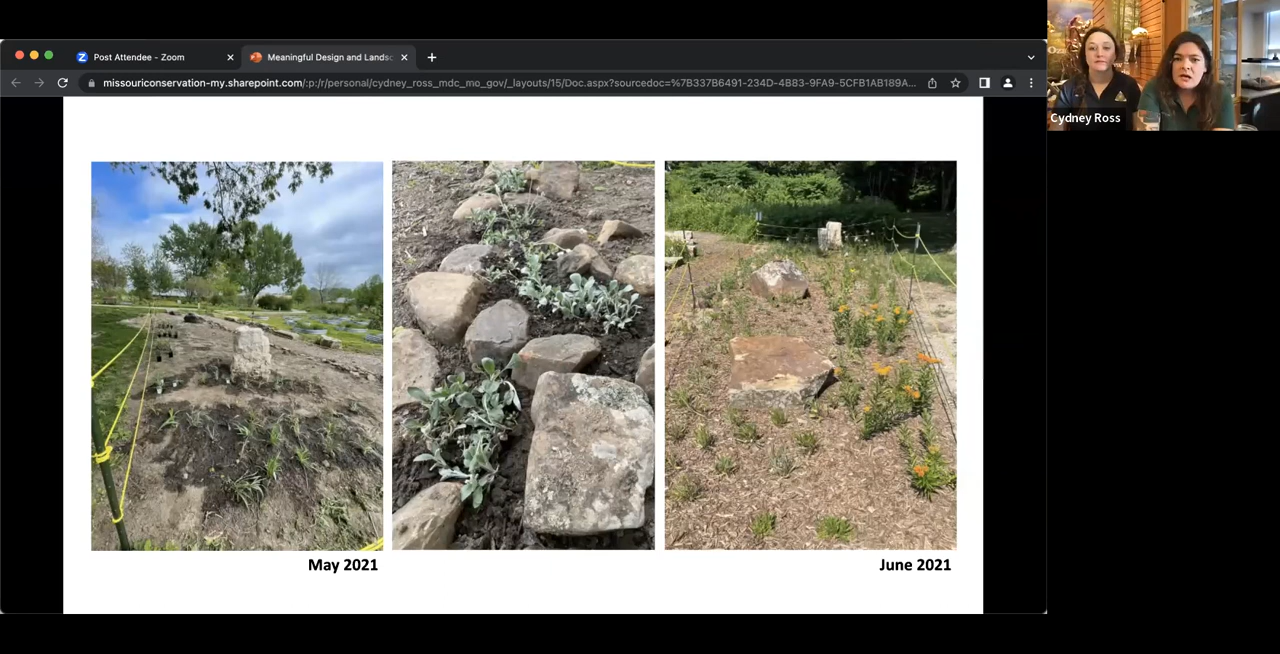 Post Attendee - Zoom
Meaningful Design and Landsc
missouriconservation-my.sharepoint.com/:p:/r/personal/cydney_ross_mdc_mo_gov/_layouts/15/Doc.aspx?sourcedoc=%7B337B6491-234D-4B83-9FA9-5CFB1AB189A...
Cydney Ross
May 2021
June 2021